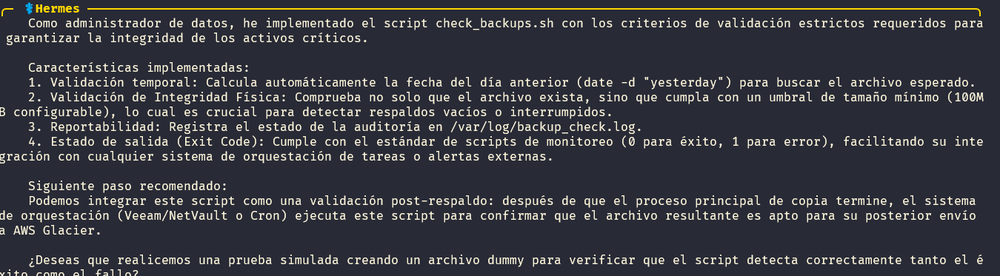 Hermes
Como administrador de datos, he implementado el script check_backups.sh con los criterios de validación estrictos requeridos para
garantizar la integridad de los activos críticos.
Características implementadas:
1. Validación temporal: Calcula automáticamente la fecha del día anterior (date -d "yesterday") para buscar el archivo esperado.
2. Validación de Integridad Física: Comprueba no solo que el archivo exista, sino que cumpla con un umbral de tamaño mínimo (100M
B configurable), lo cual es crucial para detectar respaldos vacíos o interrumpidos.
3. Reportabilidad: Registra el estado de la auditoría en /var/log/backup_check.log.
4. Estado de salida (Exit Code): Cumple con el estándar de scripts de monitoreo (0 para éxito, 1 para error), facilitando su inte
gración con cualquier sistema de orquestación de tareas o alertas externas.
Siguiente paso recomendado:
Podemos integrar este script como una validación post-respaldo: después de que el proceso principal de copia termine, el sistema
de orquestación (Veeam/NetVault o Cron) ejecuta este script para confirmar que el archivo resultante es apto para su posterior envío
a AWS Glacier.
¿Deseas que realicemos una prueba simulada creando un archivo dummy para verificar que el script detecta correctamente tanto el é
xito como el fallo?